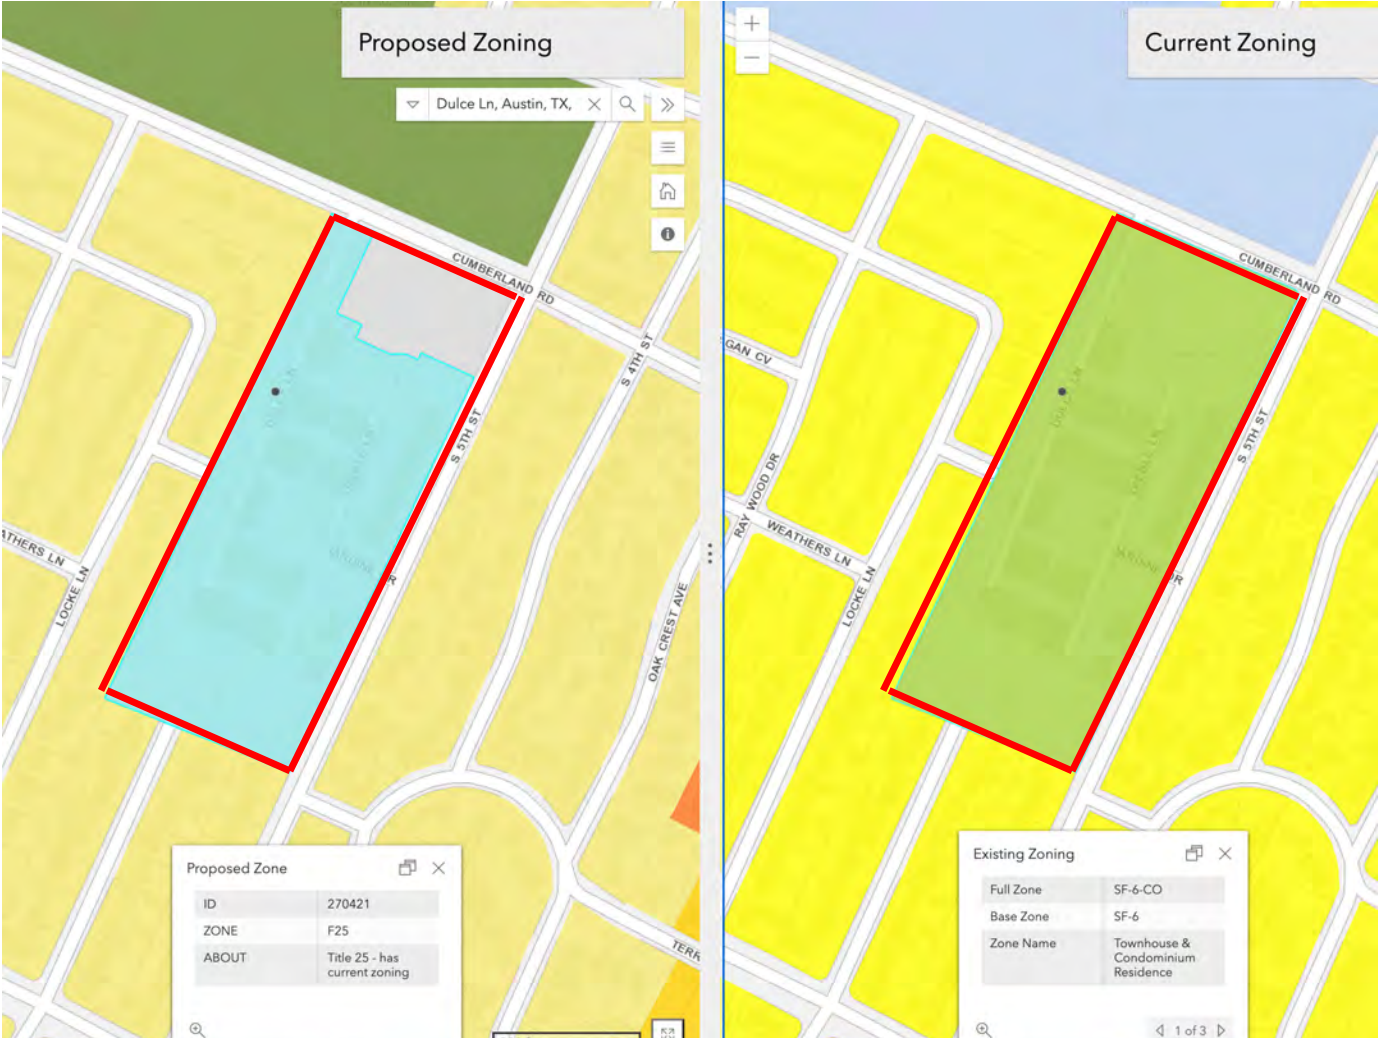 Proposed Zoning
Dulce Ln, Austin, TX,
CUMBERLAND RD
S 4TH ST
S 5TH ST
ATHERS LN
LOCKE LN
OAK CREST AVE
DR
TERR
Proposed Zone
ID 270421
ZONE F25
ABOUT Title 25 - has
current zoning
Current Zoning
CUMBERLAND RD
GAN CV
S 5TH ST
RAY WOOD DR
WEATHERS LN
LOCKE LN
DR
Existing Zoning
Full Zone SF-6-CO
Base Zone SF-6
Zone Name Townhouse &
Condominium
Residence
1 of 3